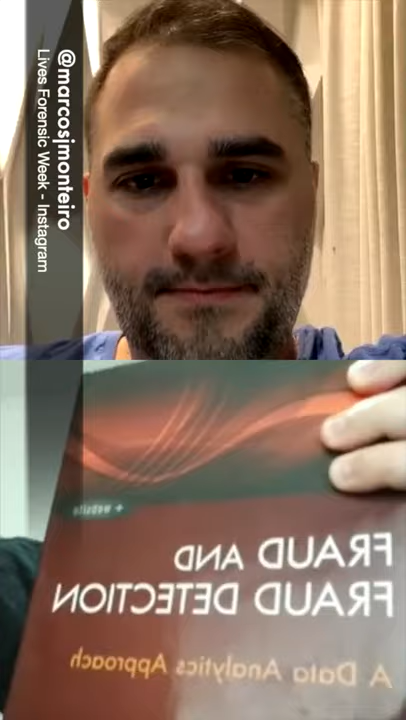 @marcosjmonteiro
Lives Forensic Week - Instagram
+ website
FRAUD AND
FRAUD DETECTION
A Data Analytics Approach